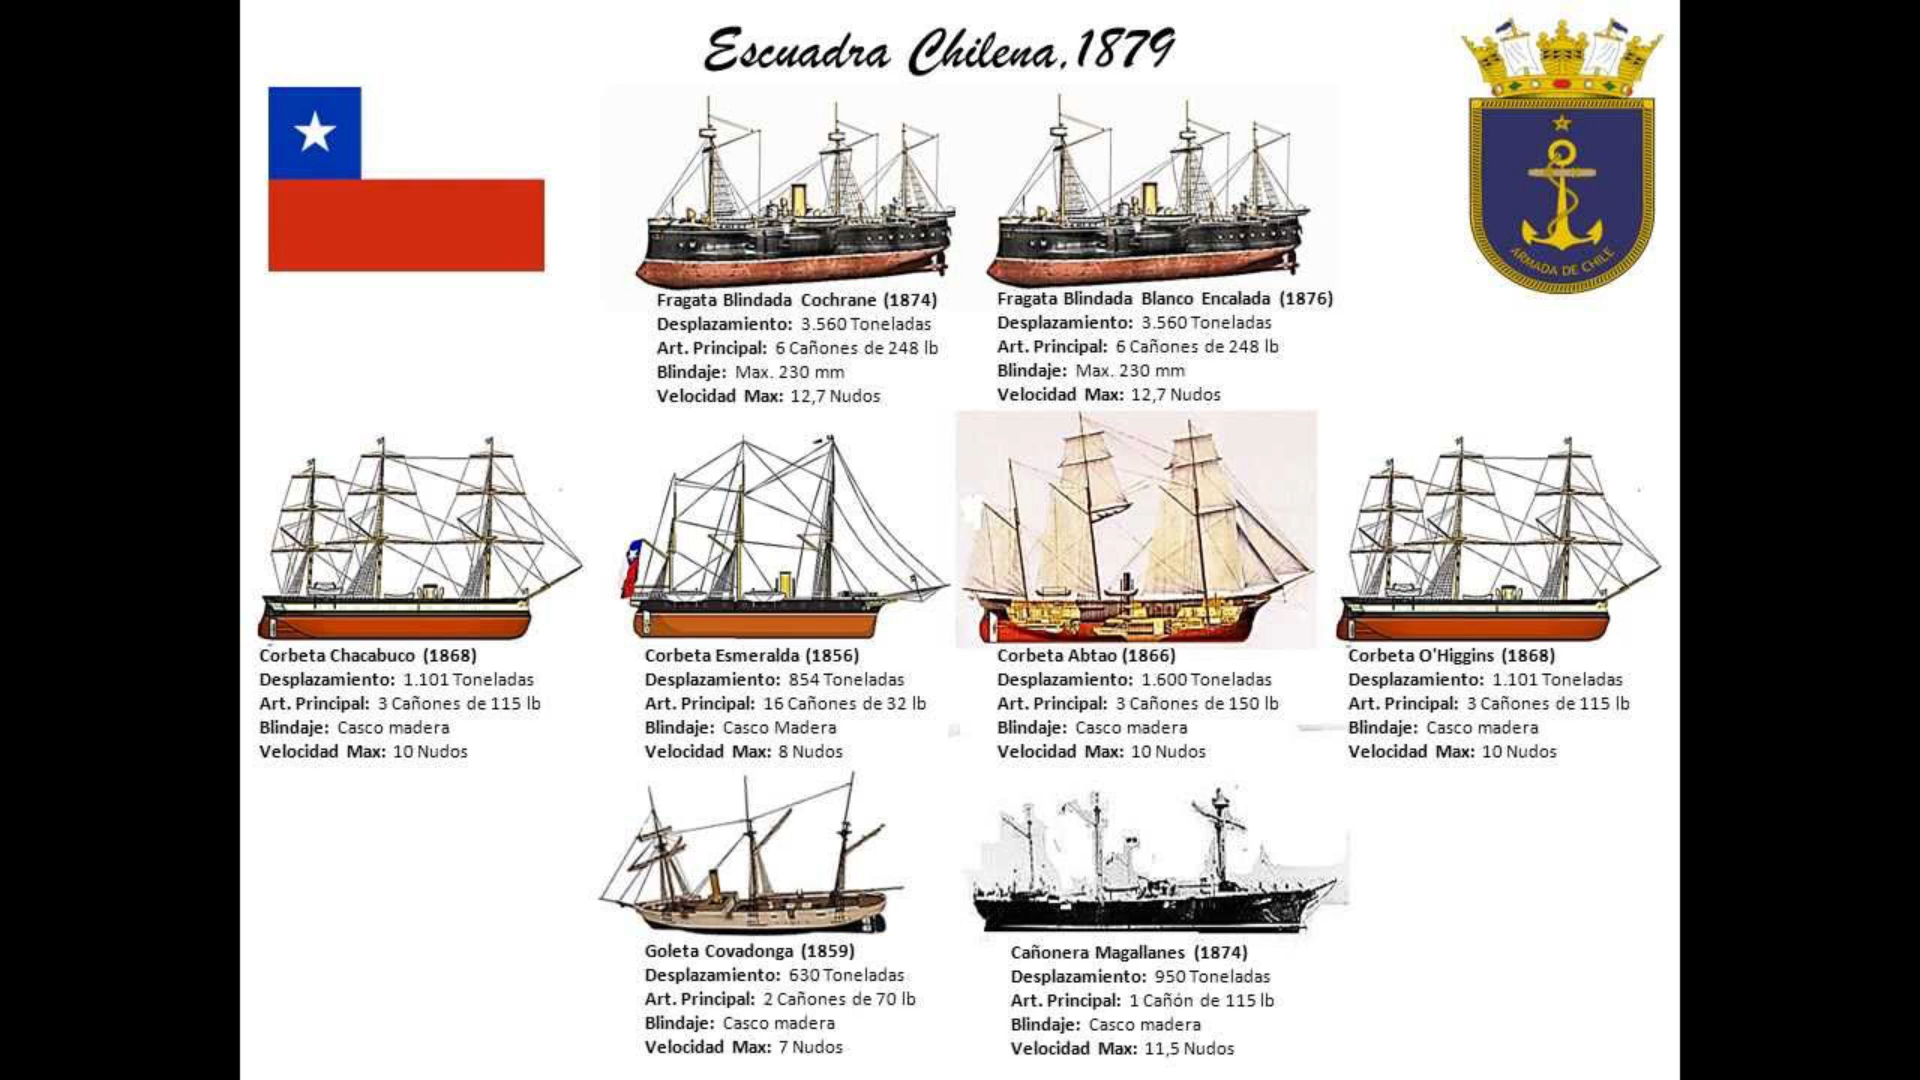 Escuadra Chilena, 1879
ARMADA DE CHILE
Fragata Blindada Cochrane (1874)
Desplazamiento: 3.560 Toneladas
Art. Principal: 6 Cañones de 248 lb
Blindaje: Max. 230 mm
Velocidad Max: 12,7 Nudos
Fragata Blindada Blanco Encalada (1876)
Desplazamiento: 3.560 Toneladas
Art. Principal: 6 Cañones de 248 lb
Blindaje: Max. 230 mm
Velocidad Max: 12,7 Nudos
Corbeta Chacabuco (1868)
Desplazamiento: 1.101 Toneladas
Art. Principal: 3 Cañones de 115 lb
Blindaje: Casco madera
Velocidad Max: 10 Nudos
Corbeta Esmeralda (1856)
Desplazamiento: 854 Toneladas
Art. Principal: 16 Cañones de 32 lb
Blindaje: Casco Madera
Velocidad Max: 8 Nudos
Corbeta Abtao (1866)
Desplazamiento: 1.600 Toneladas
Art. Principal: 3 Cañones de 150 lb
Blindaje: Casco madera
Velocidad Max: 10 Nudos
Corbeta O'Higgins (1868)
Desplazamiento: 1.101 Toneladas
Art. Principal: 3 Cañones de 115 lb
Blindaje: Casco madera
Velocidad Max: 10 Nudos
Goleta Covadonga (1859)
Desplazamiento: 630 Toneladas
Art. Principal: 2 Cañones de 70 lb
Blindaje: Casco madera
Velocidad Max: 7 Nudos
Cañonera Magallanes (1874)
Desplazamiento: 950 Toneladas
Art. Principal: 1 Cañón de 115 lb
Blindaje: Casco madera
Velocidad Max: 11,5 Nudos